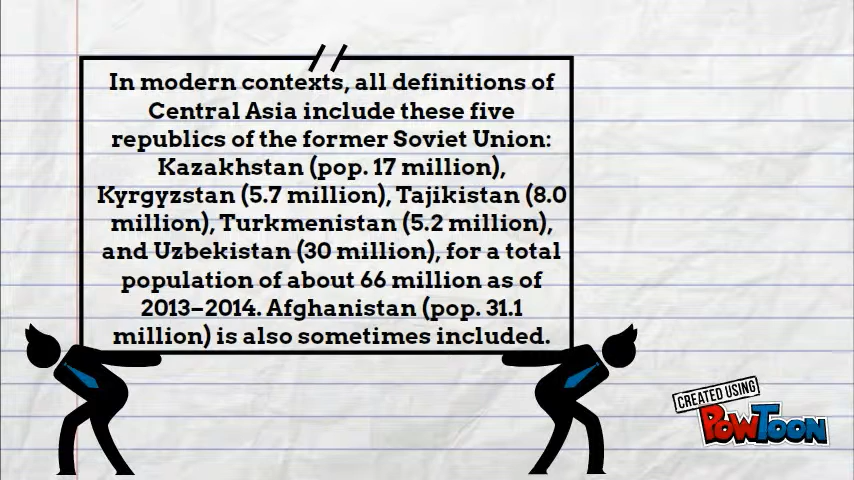 In modern contexts, all definitions of
Central Asia include these five
republics of the former Soviet Union:
Kazakhstan (pop. 17 million),
Kyrgyzstan (5.7 million), Tajikistan (8.0
million), Turkmenistan (5.2 million),
and Uzbekistan (30 million), for a total
population of about 66 million as of
2013–2014. Afghanistan (pop. 31.1
million) is also sometimes included.
CREATED USING
POWTOON